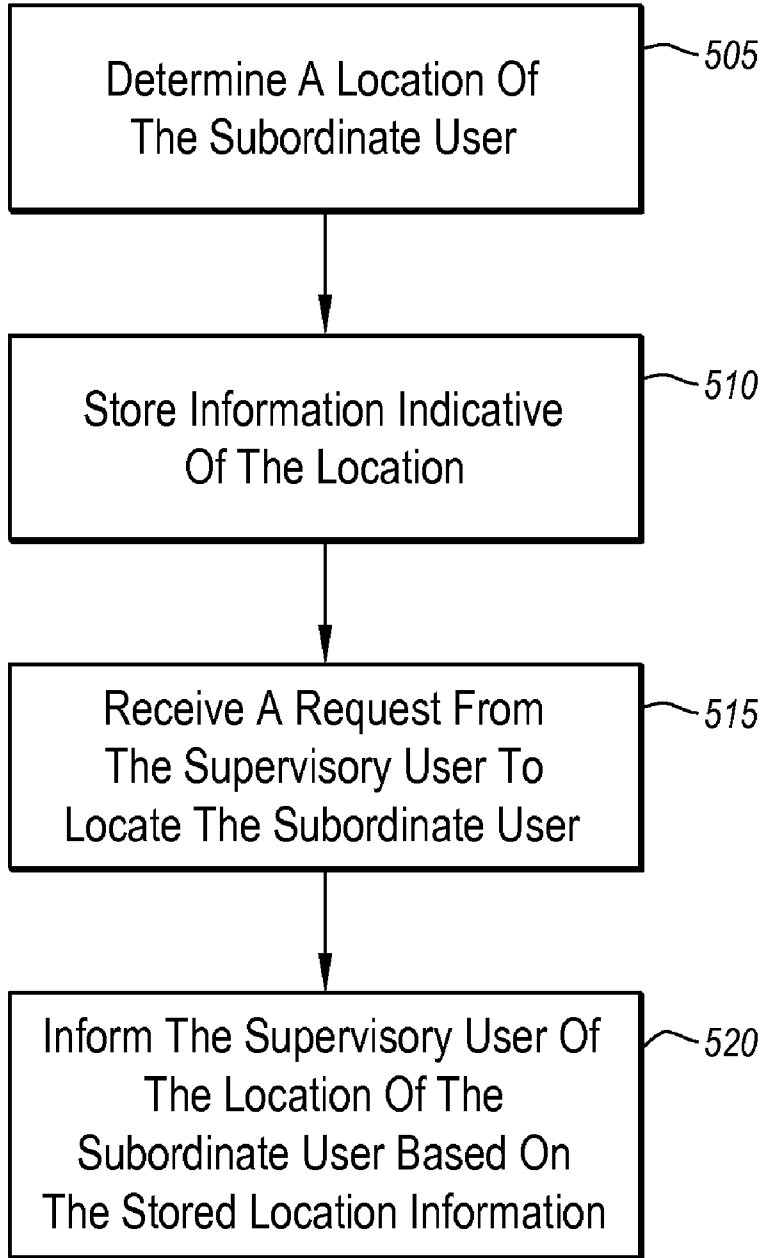 Determine A Location Of
The Subordinate User
505
Store Information Indicative
Of The Location
510
Receive A Request From
The Supervisory User To
Locate The Subordinate User
515
Inform The Supervisory User Of
The Location Of The
Subordinate User Based On
The Stored Location Information
520